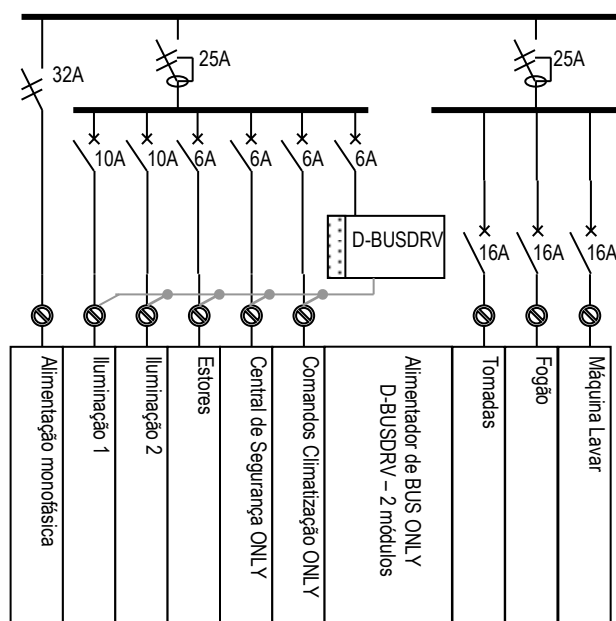 25A
25A
32A
10A
10A
6A
6A
6A
6A
D-BUSDRV
16A
16A
16A
Alimentação monofásica
Iluminação 1
Iluminação 2
Estores
Central de Segurança ONLY
Comandos Climatização ONLY
Alimentador de BUS ONLY
D-BUSDRV – 2 módulos
Tomadas
Fogão
Máquina Lavar